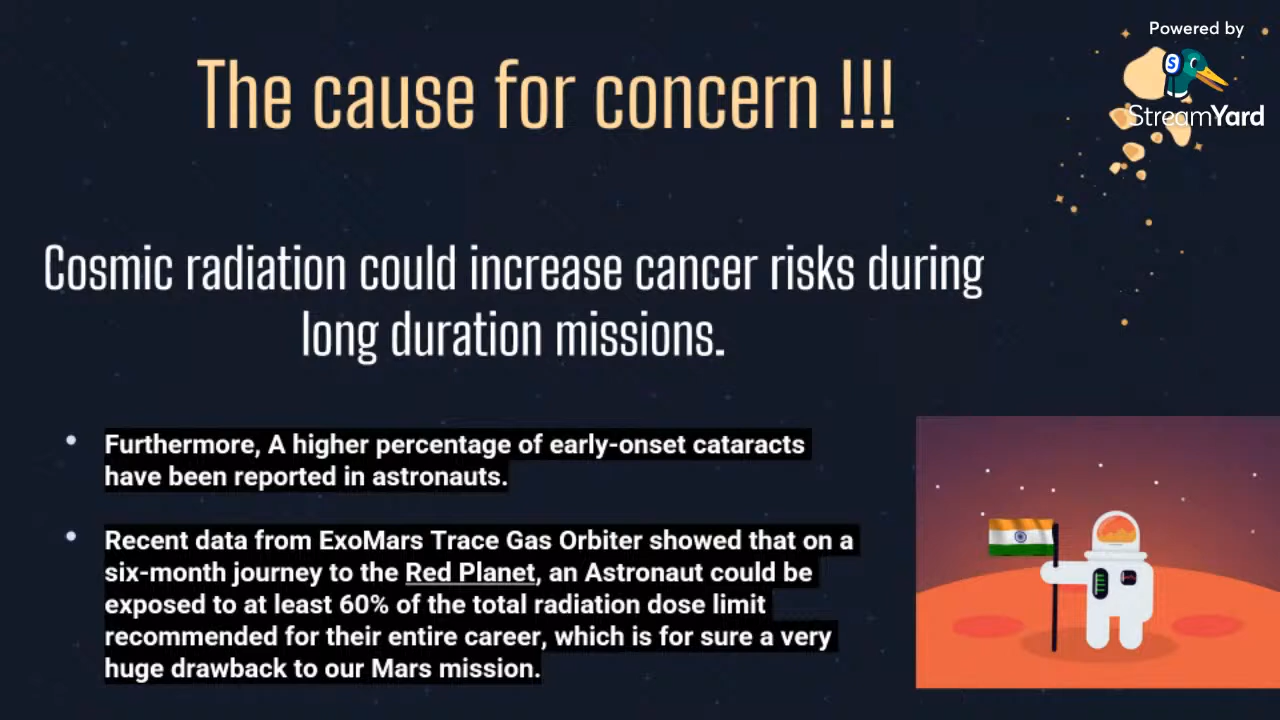 Powered by
StreamYard
The cause for concern !!!
Cosmic radiation could increase cancer risks during
long duration missions.
• Furthermore, A higher percentage of early-onset cataracts
have been reported in astronauts.
• Recent data from ExoMars Trace Gas Orbiter showed that on a
six-month journey to the Red Planet, an Astronaut could be
exposed to at least 60% of the total radiation dose limit
recommended for their entire career, which is for sure a very
huge drawback to our Mars mission.